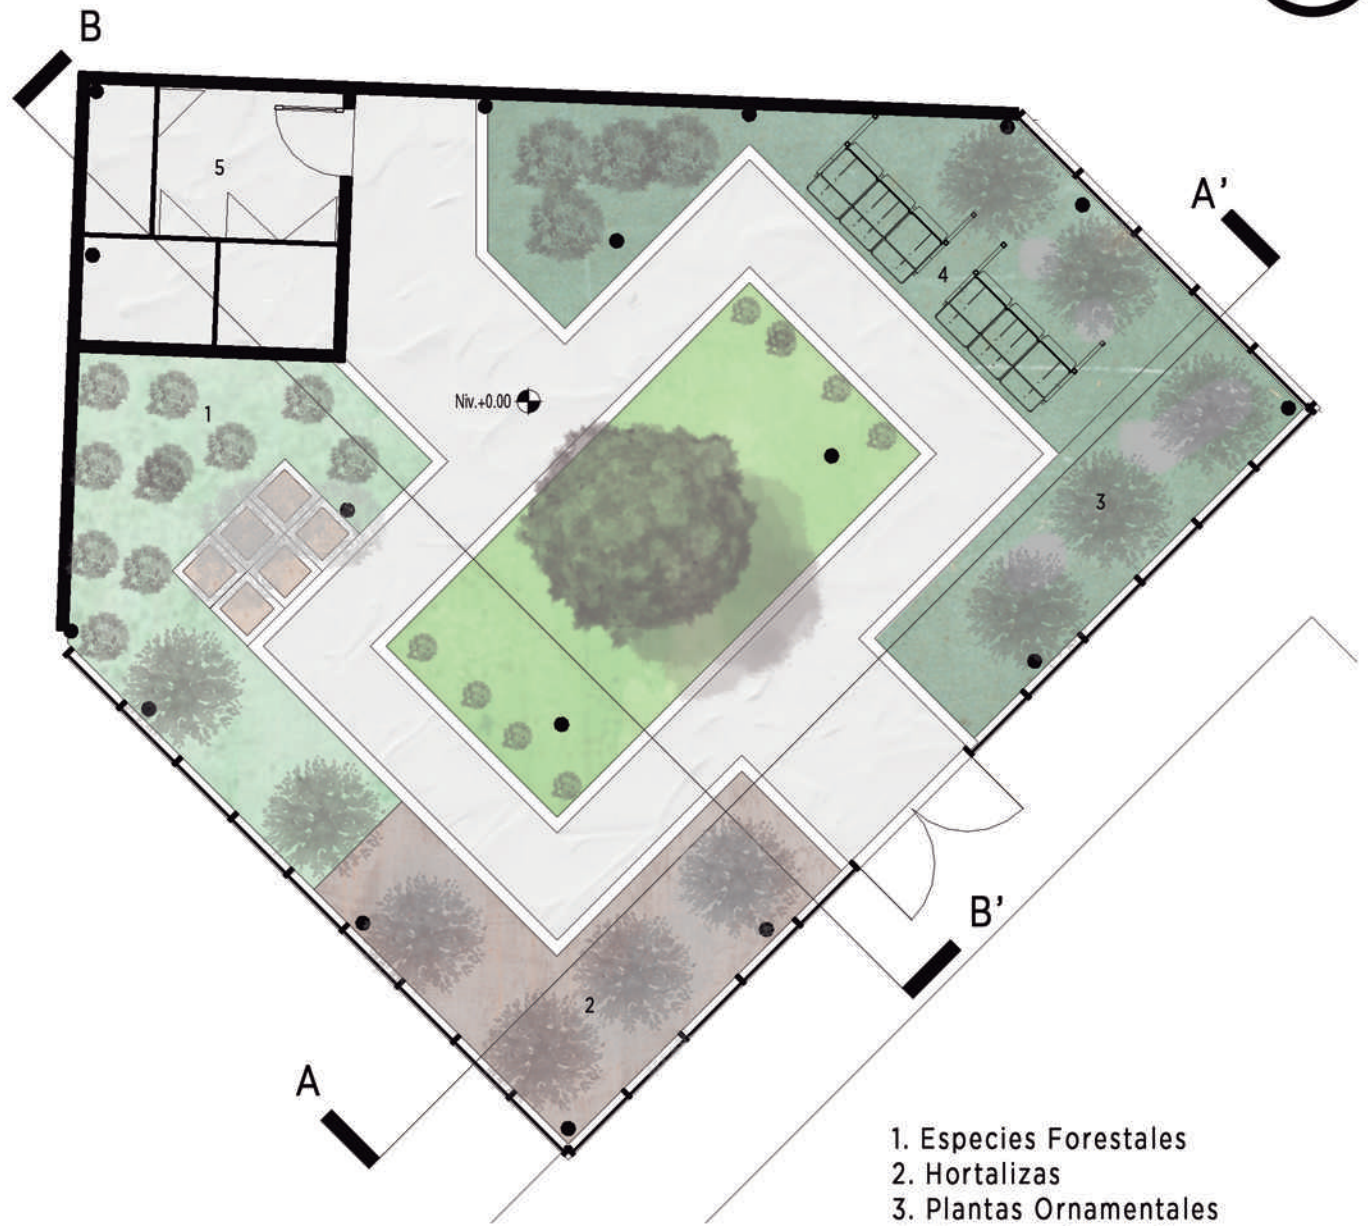 B
A’
5
4
1
Niv.+0.00
3
B’
2
A
1. Especies Forestales
2. Hortalizas
3. Plantas Ornamentales